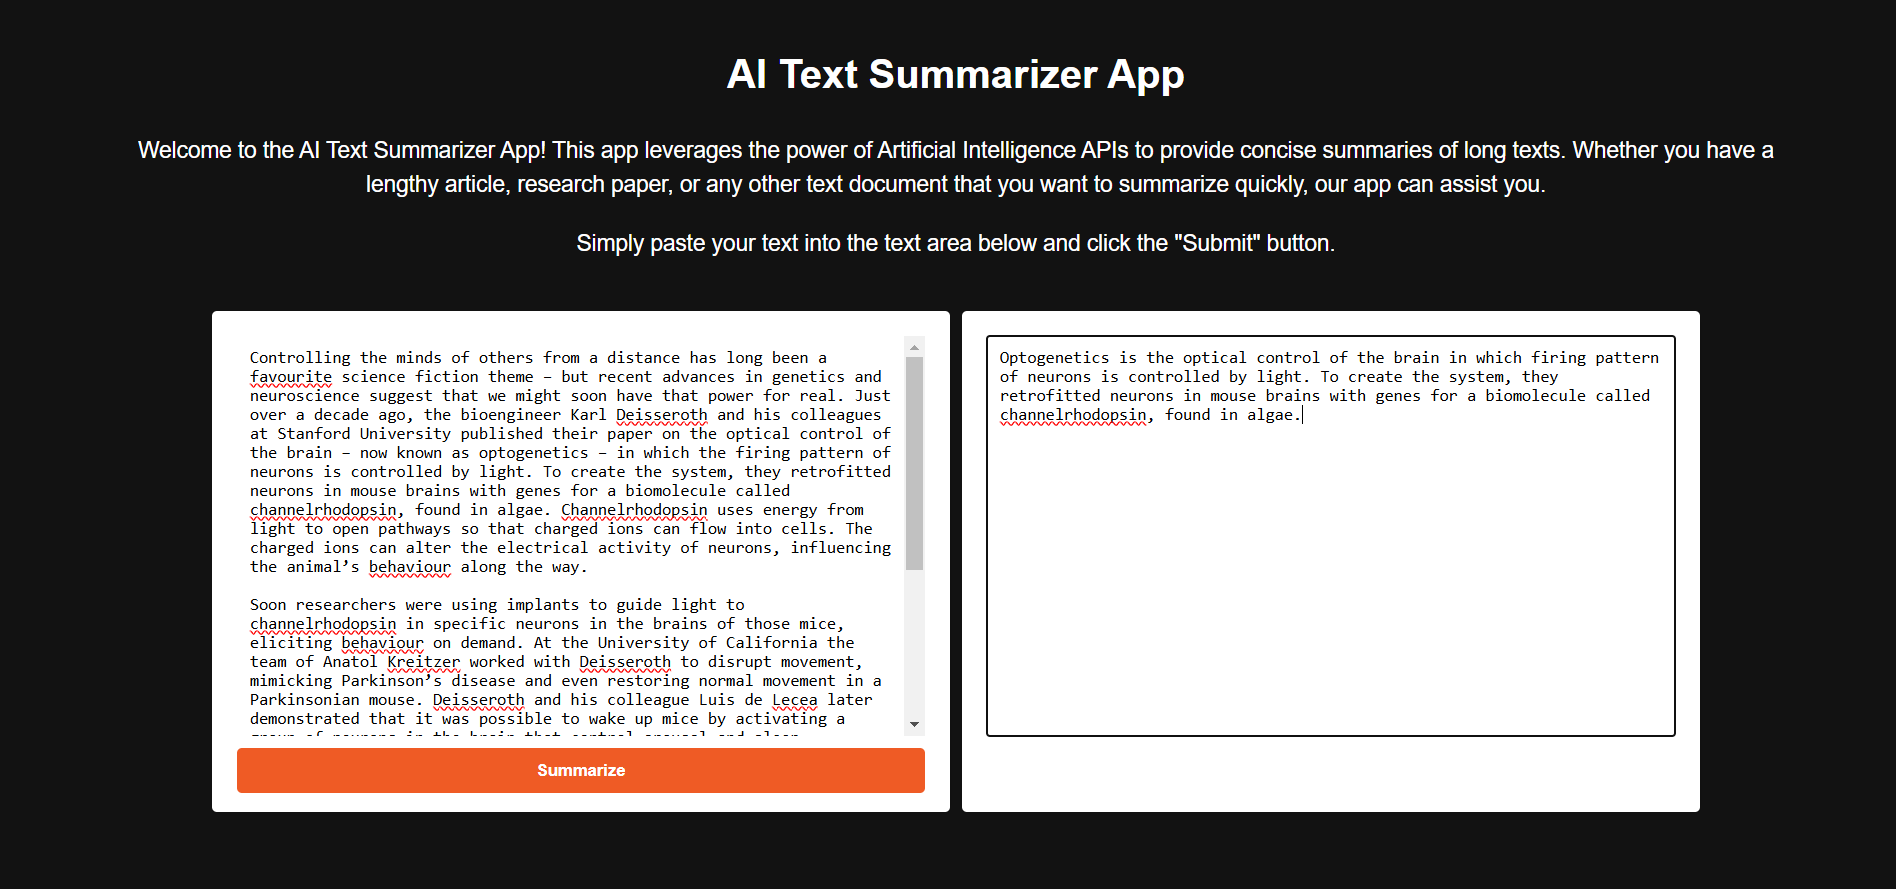 AI Text Summarizer App
Welcome to the AI Text Summarizer App! This app leverages the power of Artificial Intelligence APIs to provide concise summaries of long texts. Whether you have a
lengthy article, research paper, or any other text document that you want to summarize quickly, our app can assist you.
Simply paste your text into the text area below and click the "Submit" button.
Controlling the minds of others from a distance has long been a
favourite science fiction theme – but recent advances in genetics and
neuroscience suggest that we might soon have that power for real. Just
over a decade ago, the bioengineer Karl Deisseroth and his colleagues
at Stanford University published their paper on the optical control of
the brain – now known as optogenetics – in which the firing pattern of
neurons is controlled by light. To create the system, they retrofitted
neurons in mouse brains with genes for a biomolecule called
channelrhodopsin, found in algae. Channelrhodopsin uses energy from
light to open pathways so that charged ions can flow into cells. The
charged ions can alter the electrical activity of neurons, influencing
the animal’s behaviour along the way.
Soon researchers were using implants to guide light to
channelrhodopsin in specific neurons in the brains of those mice,
eliciting behaviour on demand. At the University of California the
team of Anatol Kreitzer worked with Deisseroth to disrupt movement,
mimicking Parkinson’s disease and even restoring normal movement in a
Parkinsonian mouse. Deisseroth and his colleague Luis de Lecea later
demonstrated that it was possible to wake up mice by activating a
group of neurons in the brain that control arousal and sleep
Summarize
Optogenetics is the optical control of the brain in which firing pattern
of neurons is controlled by light. To create the system, they
retrofitted neurons in mouse brains with genes for a biomolecule called
channelrhodopsin, found in algae.